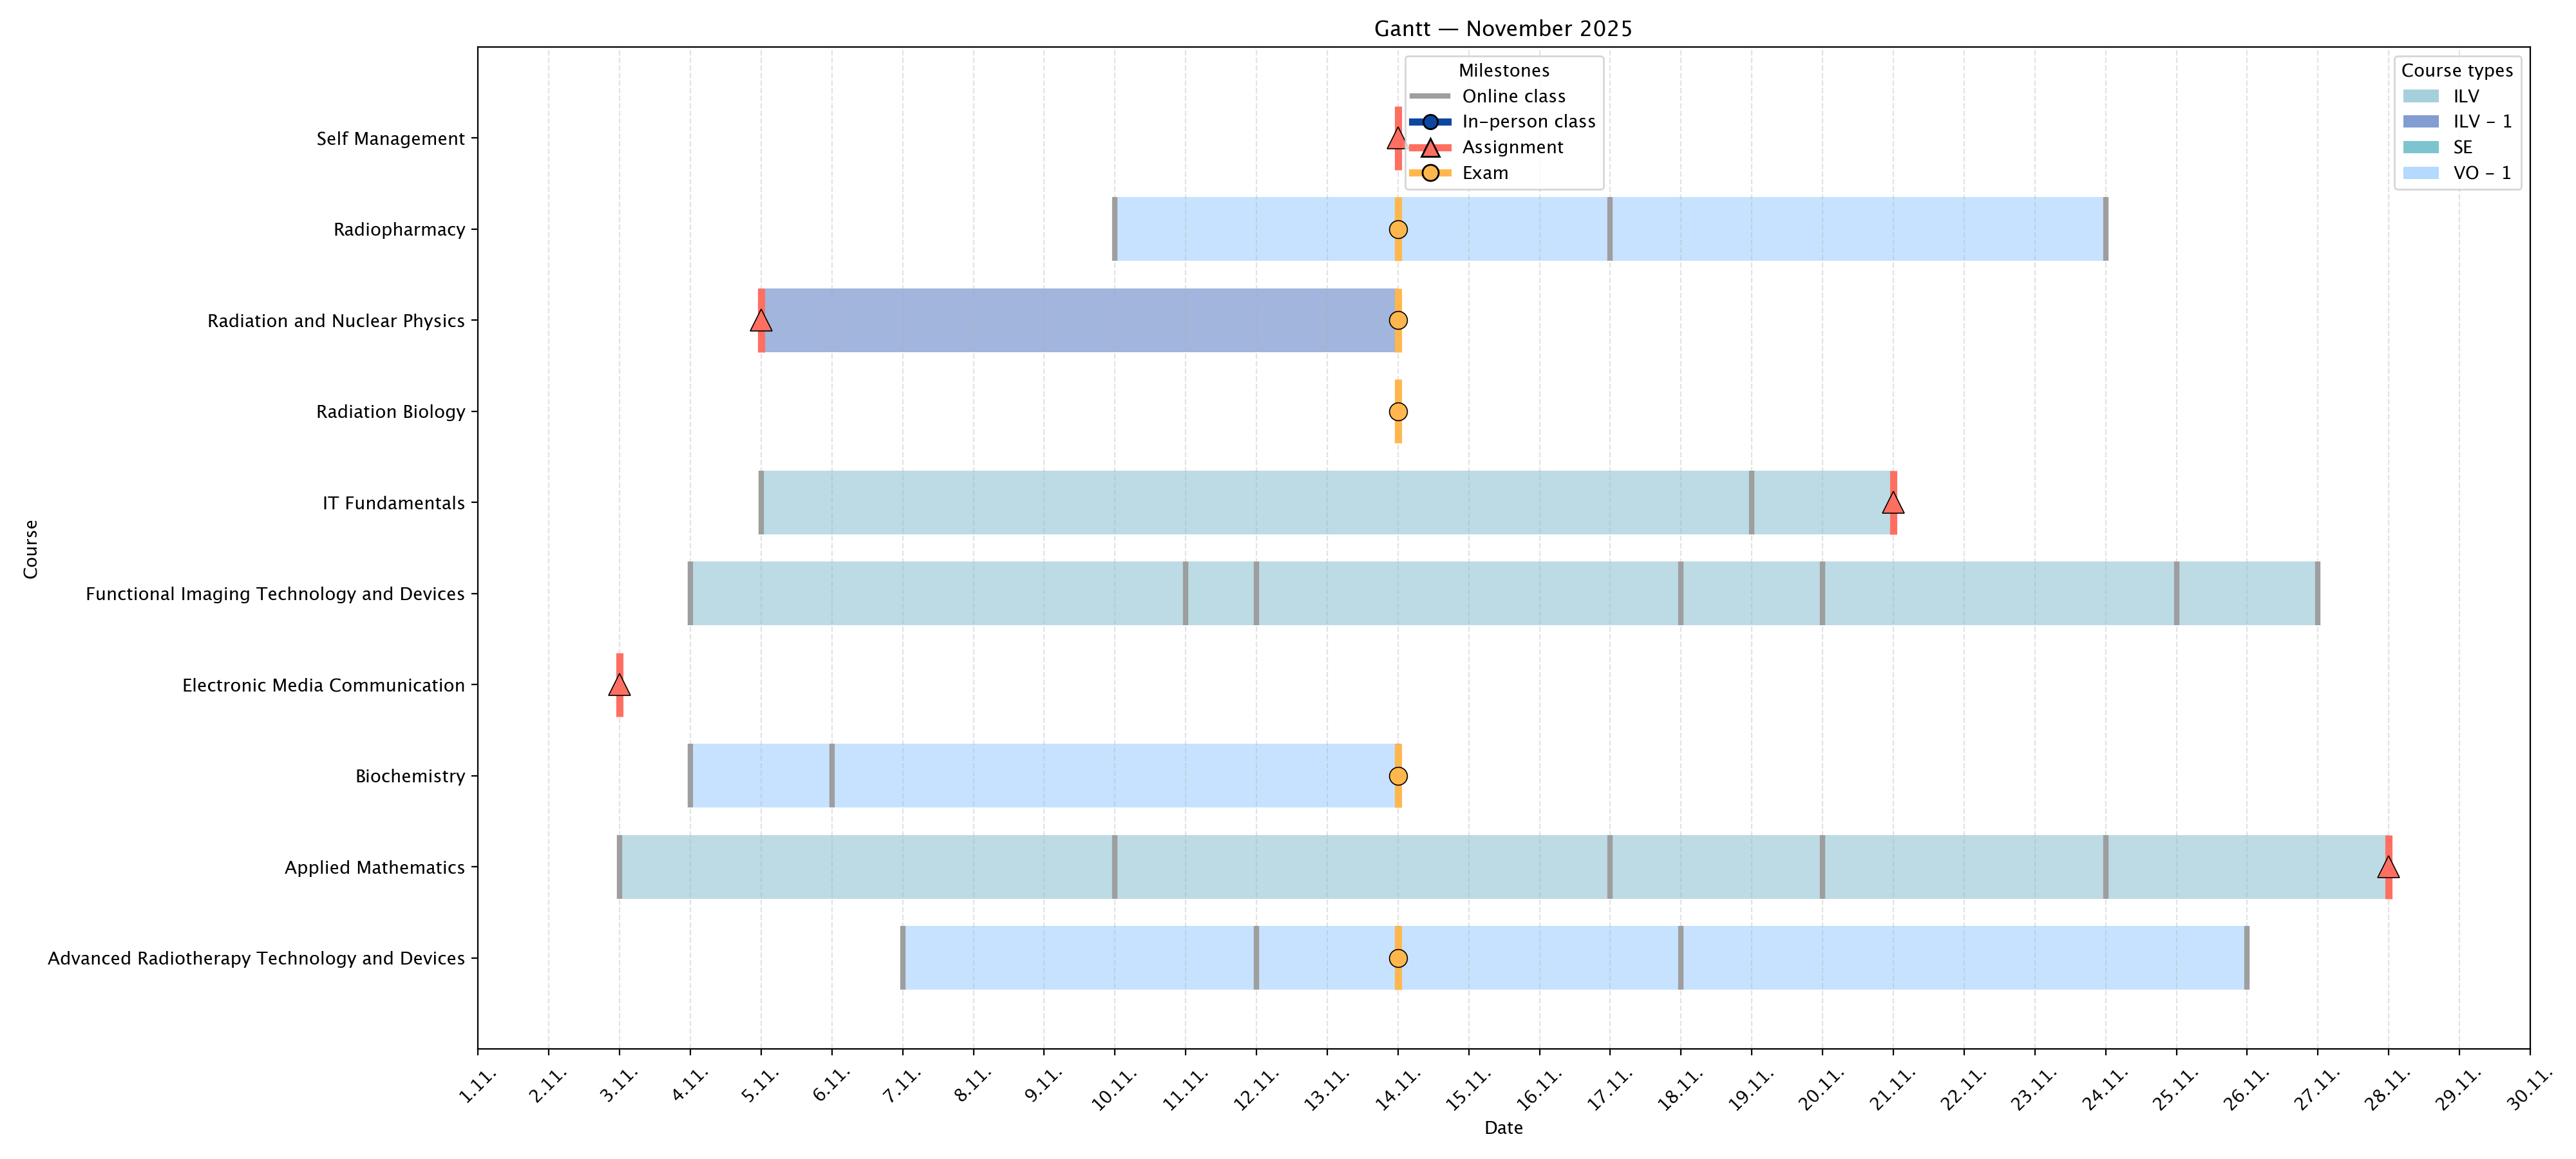 Gantt — November 2025
Milestones
Online class
In-person class
Assignment
Exam
Course types
ILV
ILV - 1
SE
VO - 1
Course
Self Management
Radiopharmacy
Radiation and Nuclear Physics
Radiation Biology
IT Fundamentals
Functional Imaging Technology and Devices
Electronic Media Communication
Biochemistry
Applied Mathematics
Advanced Radiotherapy Technology and Devices
1.11. 2.11. 3.11. 4.11. 5.11. 6.11. 7.11. 8.11. 9.11. 10.11. 11.11. 12.11. 13.11. 14.11. 15.11. 16.11. 17.11. 18.11. 19.11. 20.11. 21.11. 22.11. 23.11. 24.11. 25.11. 26.11. 27.11. 28.11. 29.11. 30.11.
Date